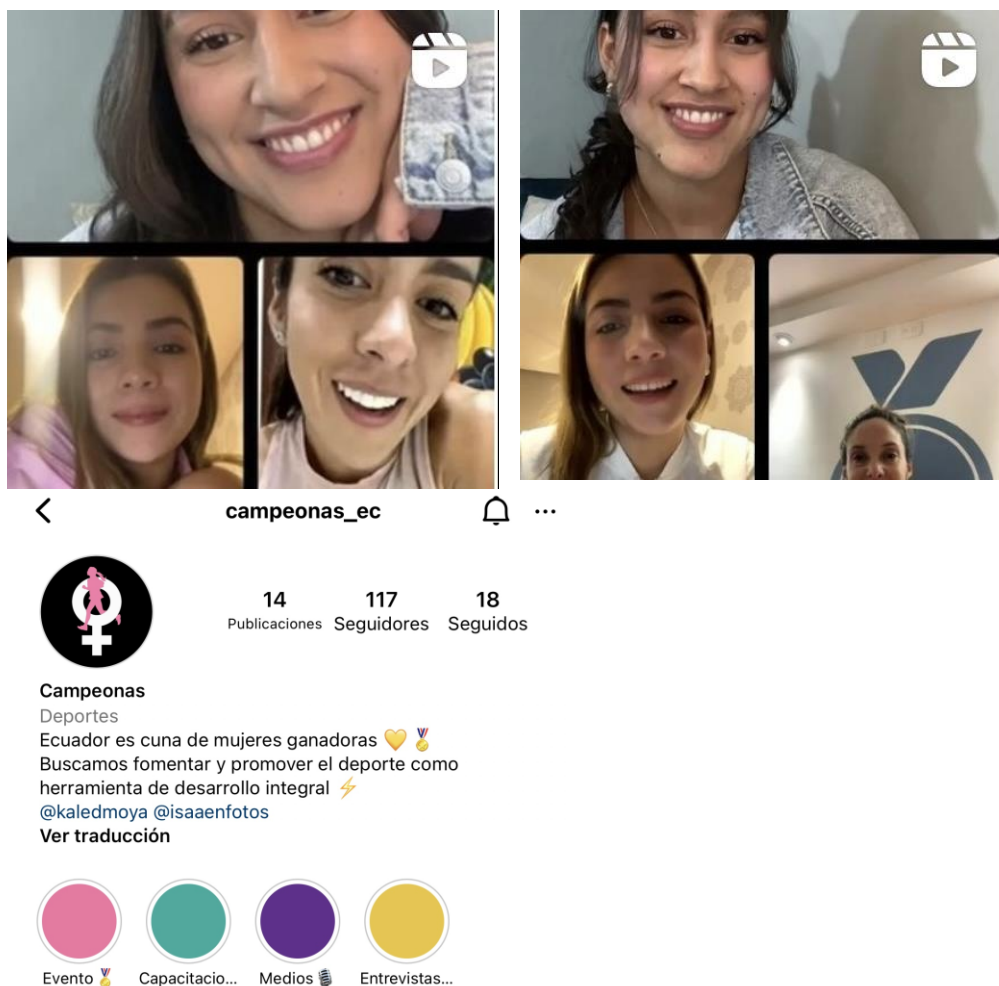 campeonas_ec
14 117 18
Publicaciones Seguidores Seguidos
Campeonas
Deportes
Ecuador es cuna de mujeres ganadoras 💛 🏅
Buscamos fomentar y promover el deporte como
herramienta de desarrollo integral ⚡
@kaledmoya @isaaenfotos
Ver traducción
Evento 🏅 Capacitacio... Medios 🎙️ Entrevistas...